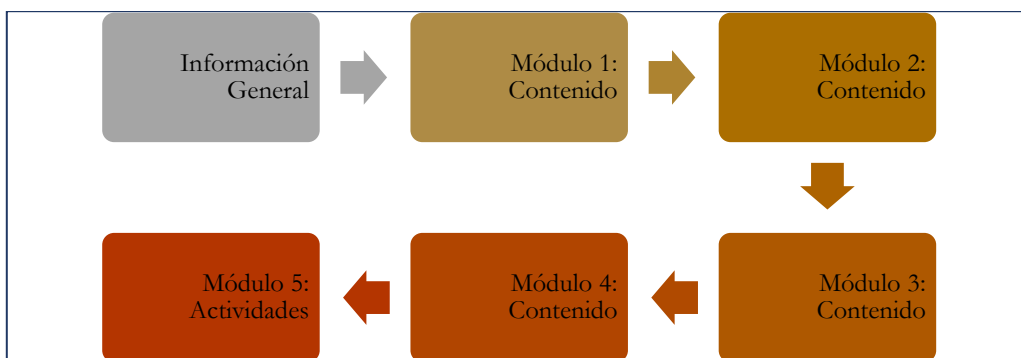 Información
General
Módulo 1:
Contenido
Módulo 2:
Contenido
Módulo 3:
Contenido
Módulo 4:
Contenido
Módulo 5:
Actividades